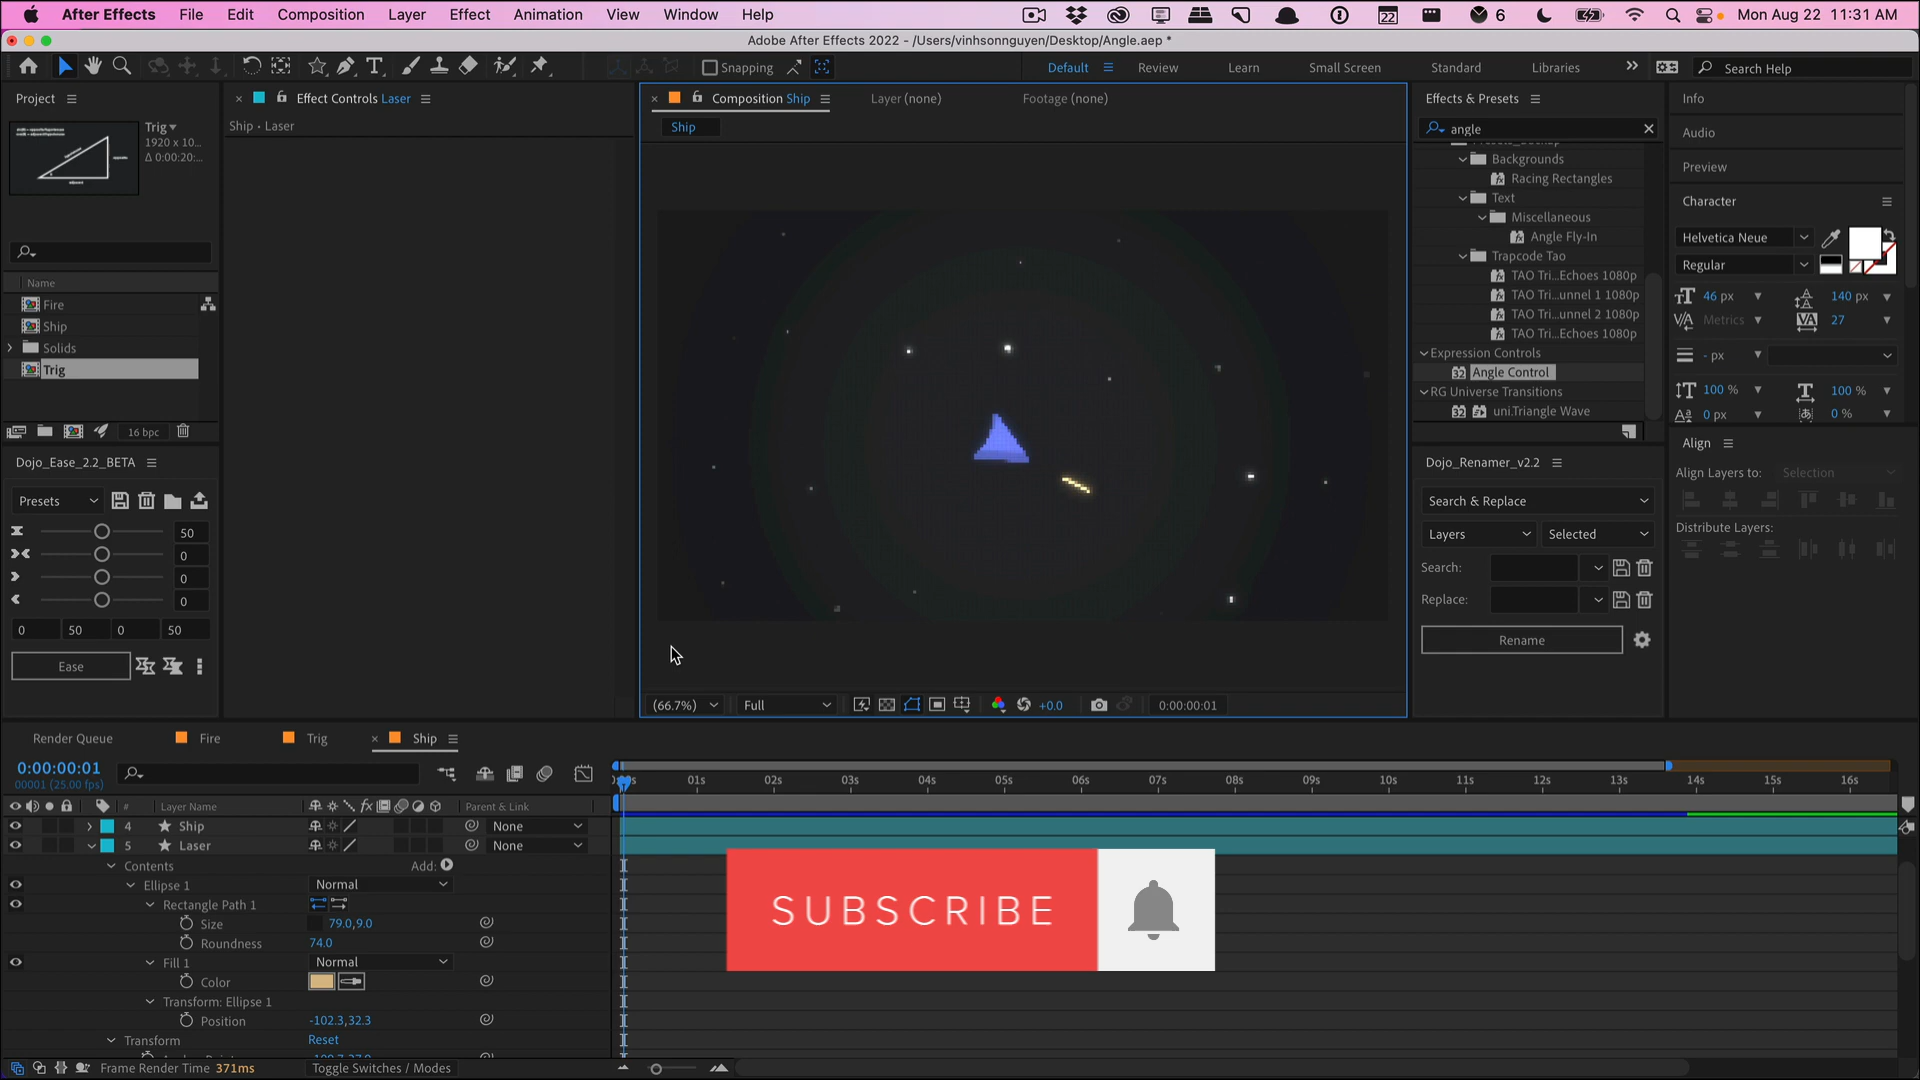 After Effects File Edit Composition Layer Effect Animation View Window Help 22 6 Mon Aug 22 11:31 AM
Adobe After Effects 2022 - /Users/vinhsonnguyen/Desktop/Angle.aep *
Snapping Default Review Learn Small Screen Standard Libraries Search Help
Project
Trig
1920 x 10...
Δ 0:00:20:...
Name
Fire
Ship
Solids
Trig
16 bpc
Dojo_Ease_2.2_BETA
Presets
50
0
0
0
0 50 0 50
Ease
Effect Controls Laser
Ship • Laser
Composition Ship Layer (none) Footage (none)
Ship
(66.7%) Full +0.0 0:00:00:01
Effects & Presets
angle
Backgrounds
Racing Rectangles
Text
Miscellaneous
Angle Fly-In
Trapcode Tao
TAO Tri...Echoes 1080p
TAO Tri...unnel 1 1080p
TAO Tri...unnel 2 1080p
TAO Tri...Echoes 1080p
Expression Controls
Angle Control
RG Universe Transitions
uni.Triangle Wave
Dojo_Renamer_v2.2
Search & Replace
Layers Selected
Search:
Replace:
Rename
Info
Audio
Preview
Character
Helvetica Neue
Regular
46 px 140 px
Metrics 27
- px
100 % 100 %
0 px 0 %
Align
Align Layers to: Selection
Distribute Layers:
Render Queue Fire Trig Ship
0:00:00:01
00001 (25.00 fps)
01s 02s 03s 04s 05s 06s 07s 08s 09s 10s 11s 12s 13s 14s 15s 16s
# Layer Name Parent & Link
4 Ship None
5 Laser None
Contents Add:
Ellipse 1 Normal
Rectangle Path 1
Size 79.0,9.0
Roundness 74.0
Fill 1 Normal
Color
Transform: Ellipse 1
Position -102.3,32.3
Transform Reset
Frame Render Time 371ms Toggle Switches / Modes
SUBSCRIBE